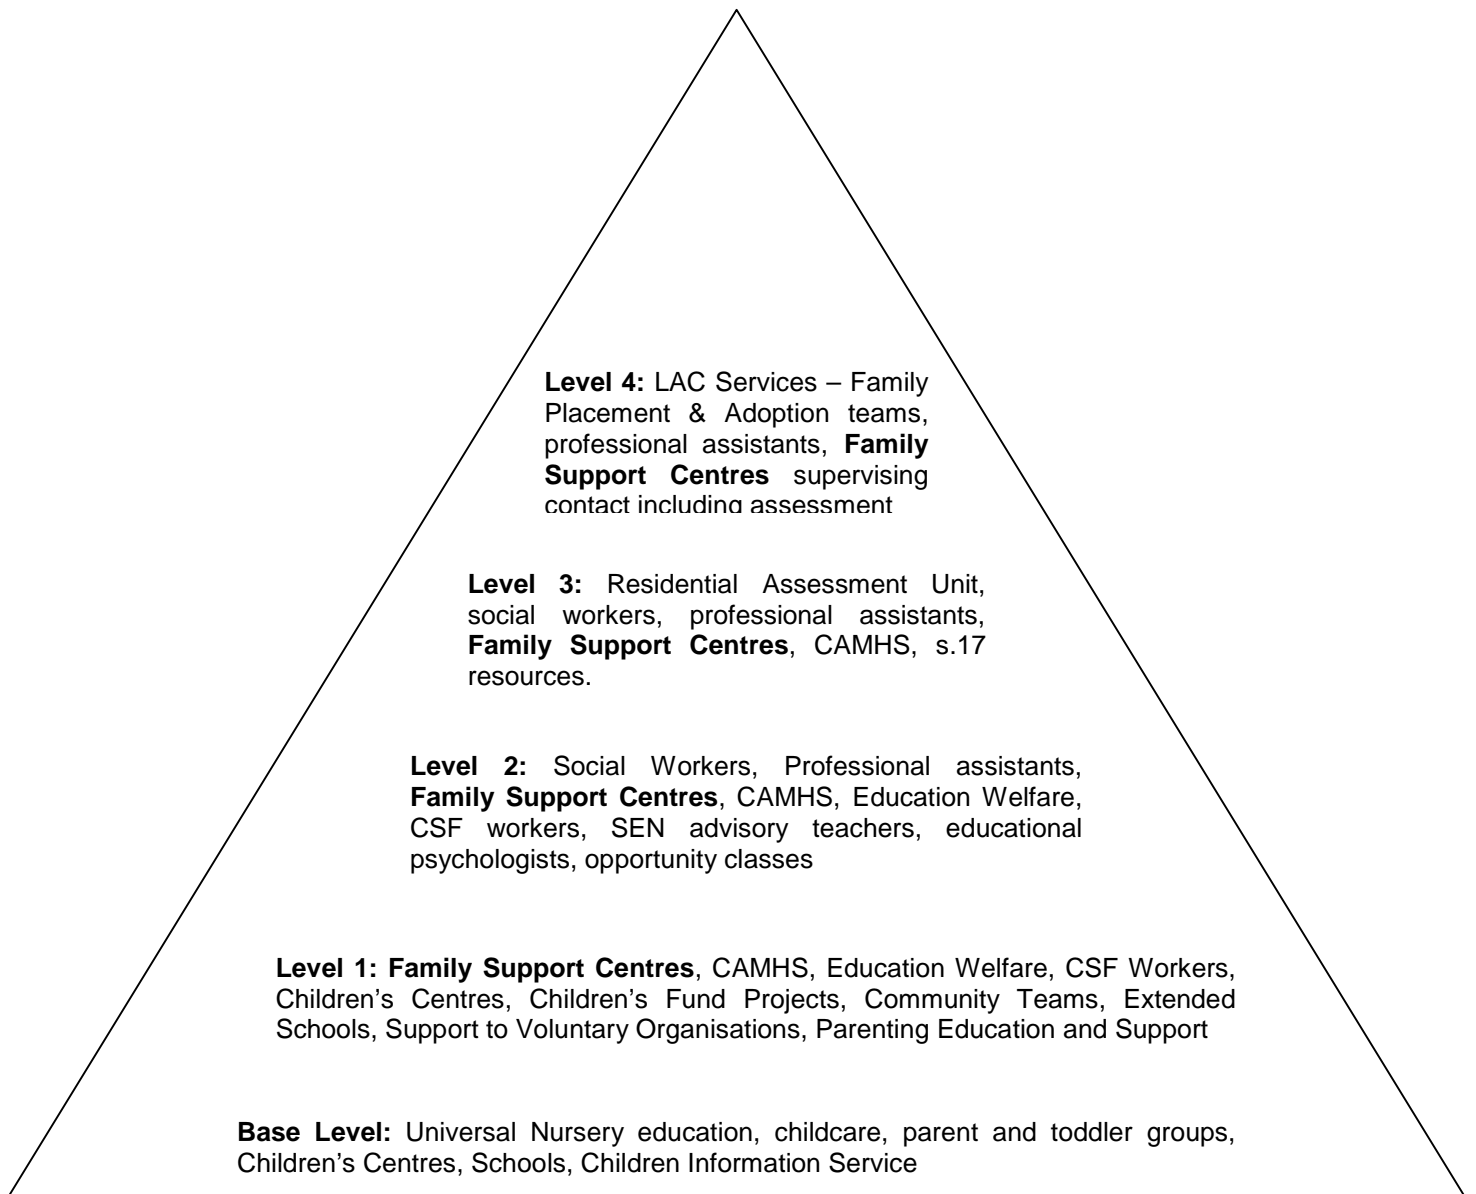 Level 4: LAC Services – Family
Placement & Adoption teams,
professional assistants, Family
Support Centres supervising
contact including assessment
Level 3: Residential Assessment Unit,
social workers, professional assistants,
Family Support Centres, CAMHS, s.17
resources.
Level 2: Social Workers, Professional assistants,
Family Support Centres, CAMHS, Education Welfare,
CSF workers, SEN advisory teachers, educational
psychologists, opportunity classes
Level 1: Family Support Centres, CAMHS, Education Welfare, CSF Workers,
Children’s Centres, Children’s Fund Projects, Community Teams, Extended
Schools, Support to Voluntary Organisations, Parenting Education and Support
Base Level: Universal Nursery education, childcare, parent and toddler groups,
Children’s Centres, Schools, Children Information Service